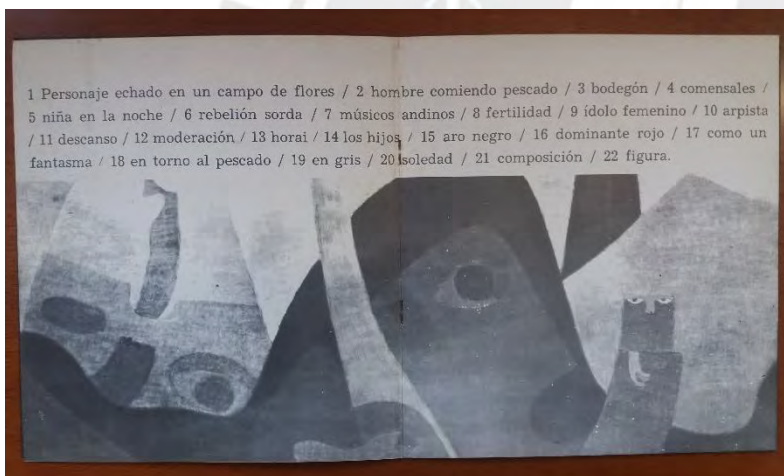 1 Personaje echado en un campo de flores / 2 hombre comiendo pescado / 3 bodegón / 4 comensales /
5 niña en la noche / 6 rebelión sorda / 7 músicos andinos / 8 fertilidad / 9 ídolo femenino / 10 arpista
/ 11 descanso / 12 moderación / 13 horai / 14 los hijos / 15 aro negro / 16 dominante rojo / 17 como un
fantasma / 18 en torno al pescado / 19 en gris / 20 soledad / 21 composición / 22 figura.